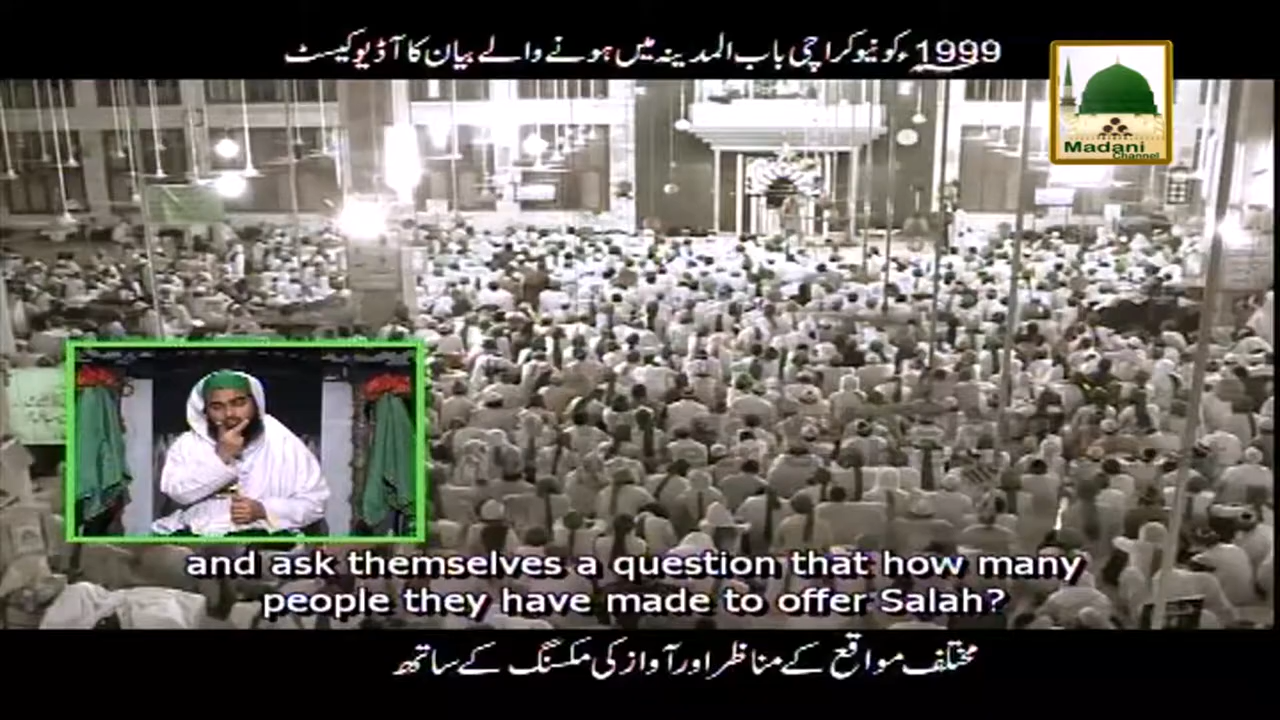 1999ء کو نیو کراچی باب المدینہ میں ہونے والے بیان کا آڈیو کیسٹ
Madani
Channel
and ask themselves a question that how many
people they have made to offer Salah?
مختلف مواقع کے مناظر اور آواز کی مکسنگ کے ساتھ